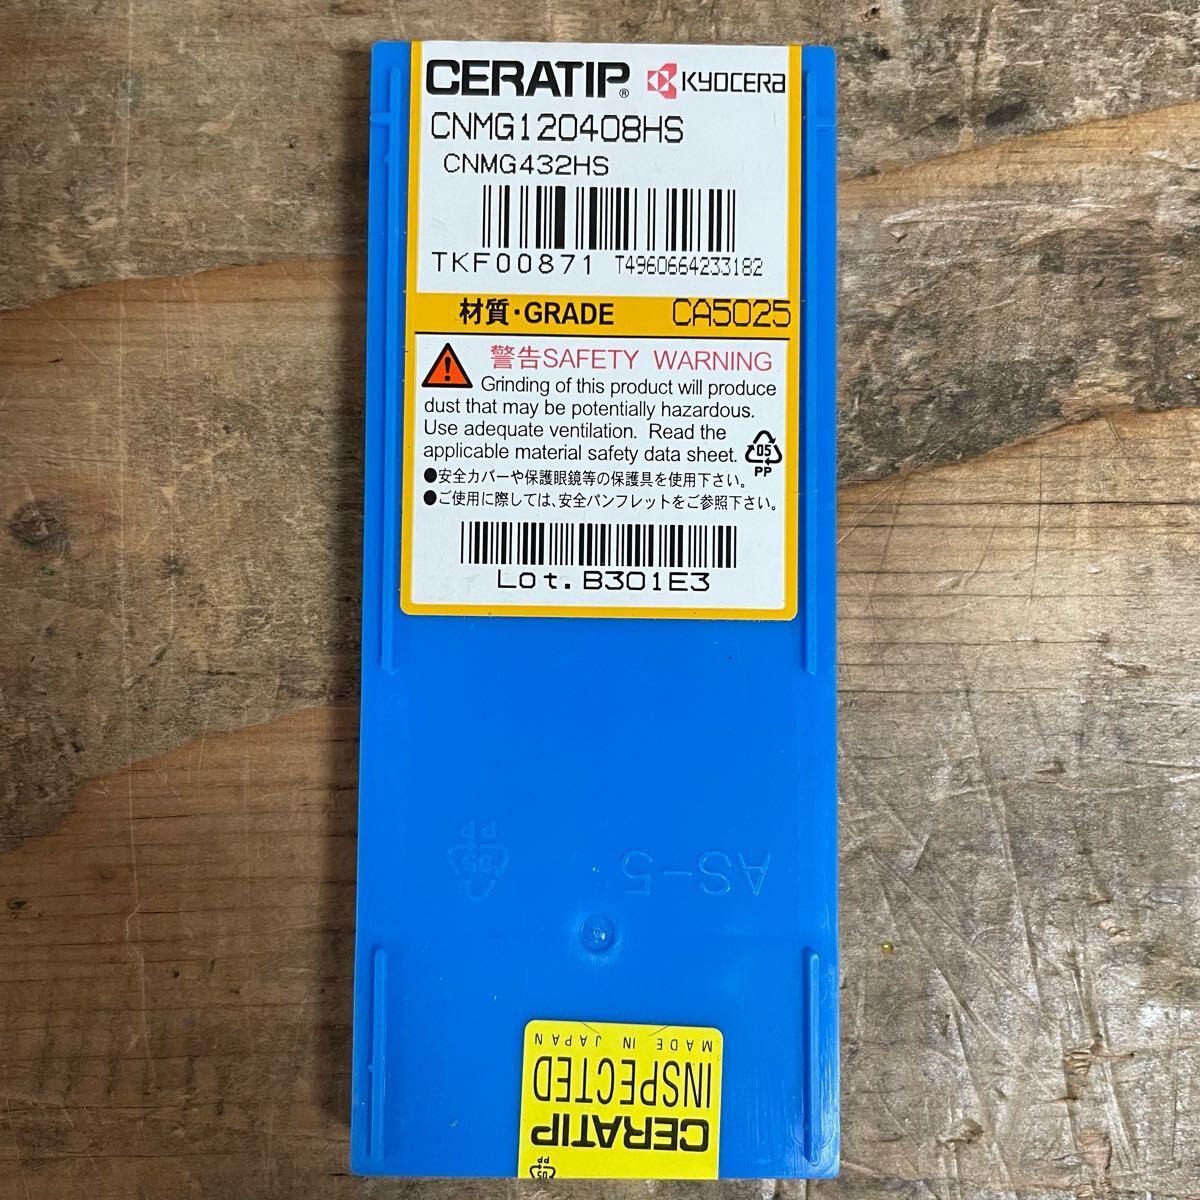 CERATIP® KYOCERA
CNMG120408HS
CNMG432HS
TKF00871 T4960664233182
材質・GRADE CA5025
警告SAFETY WARNING
Grinding of this product will produce
dust that may be potentially hazardous.
Use adequate ventilation. Read the
applicable material safety data sheet.
05
PP
●安全カバーや保護眼鏡等の保護具を使用下さい。
●ご使用に際しては、安全パンフレットをご参照下さい。
Lot.B301E3
05
PP
AS-5
CERATIP
INSPECTED
MADE IN JAPAN
05
PP